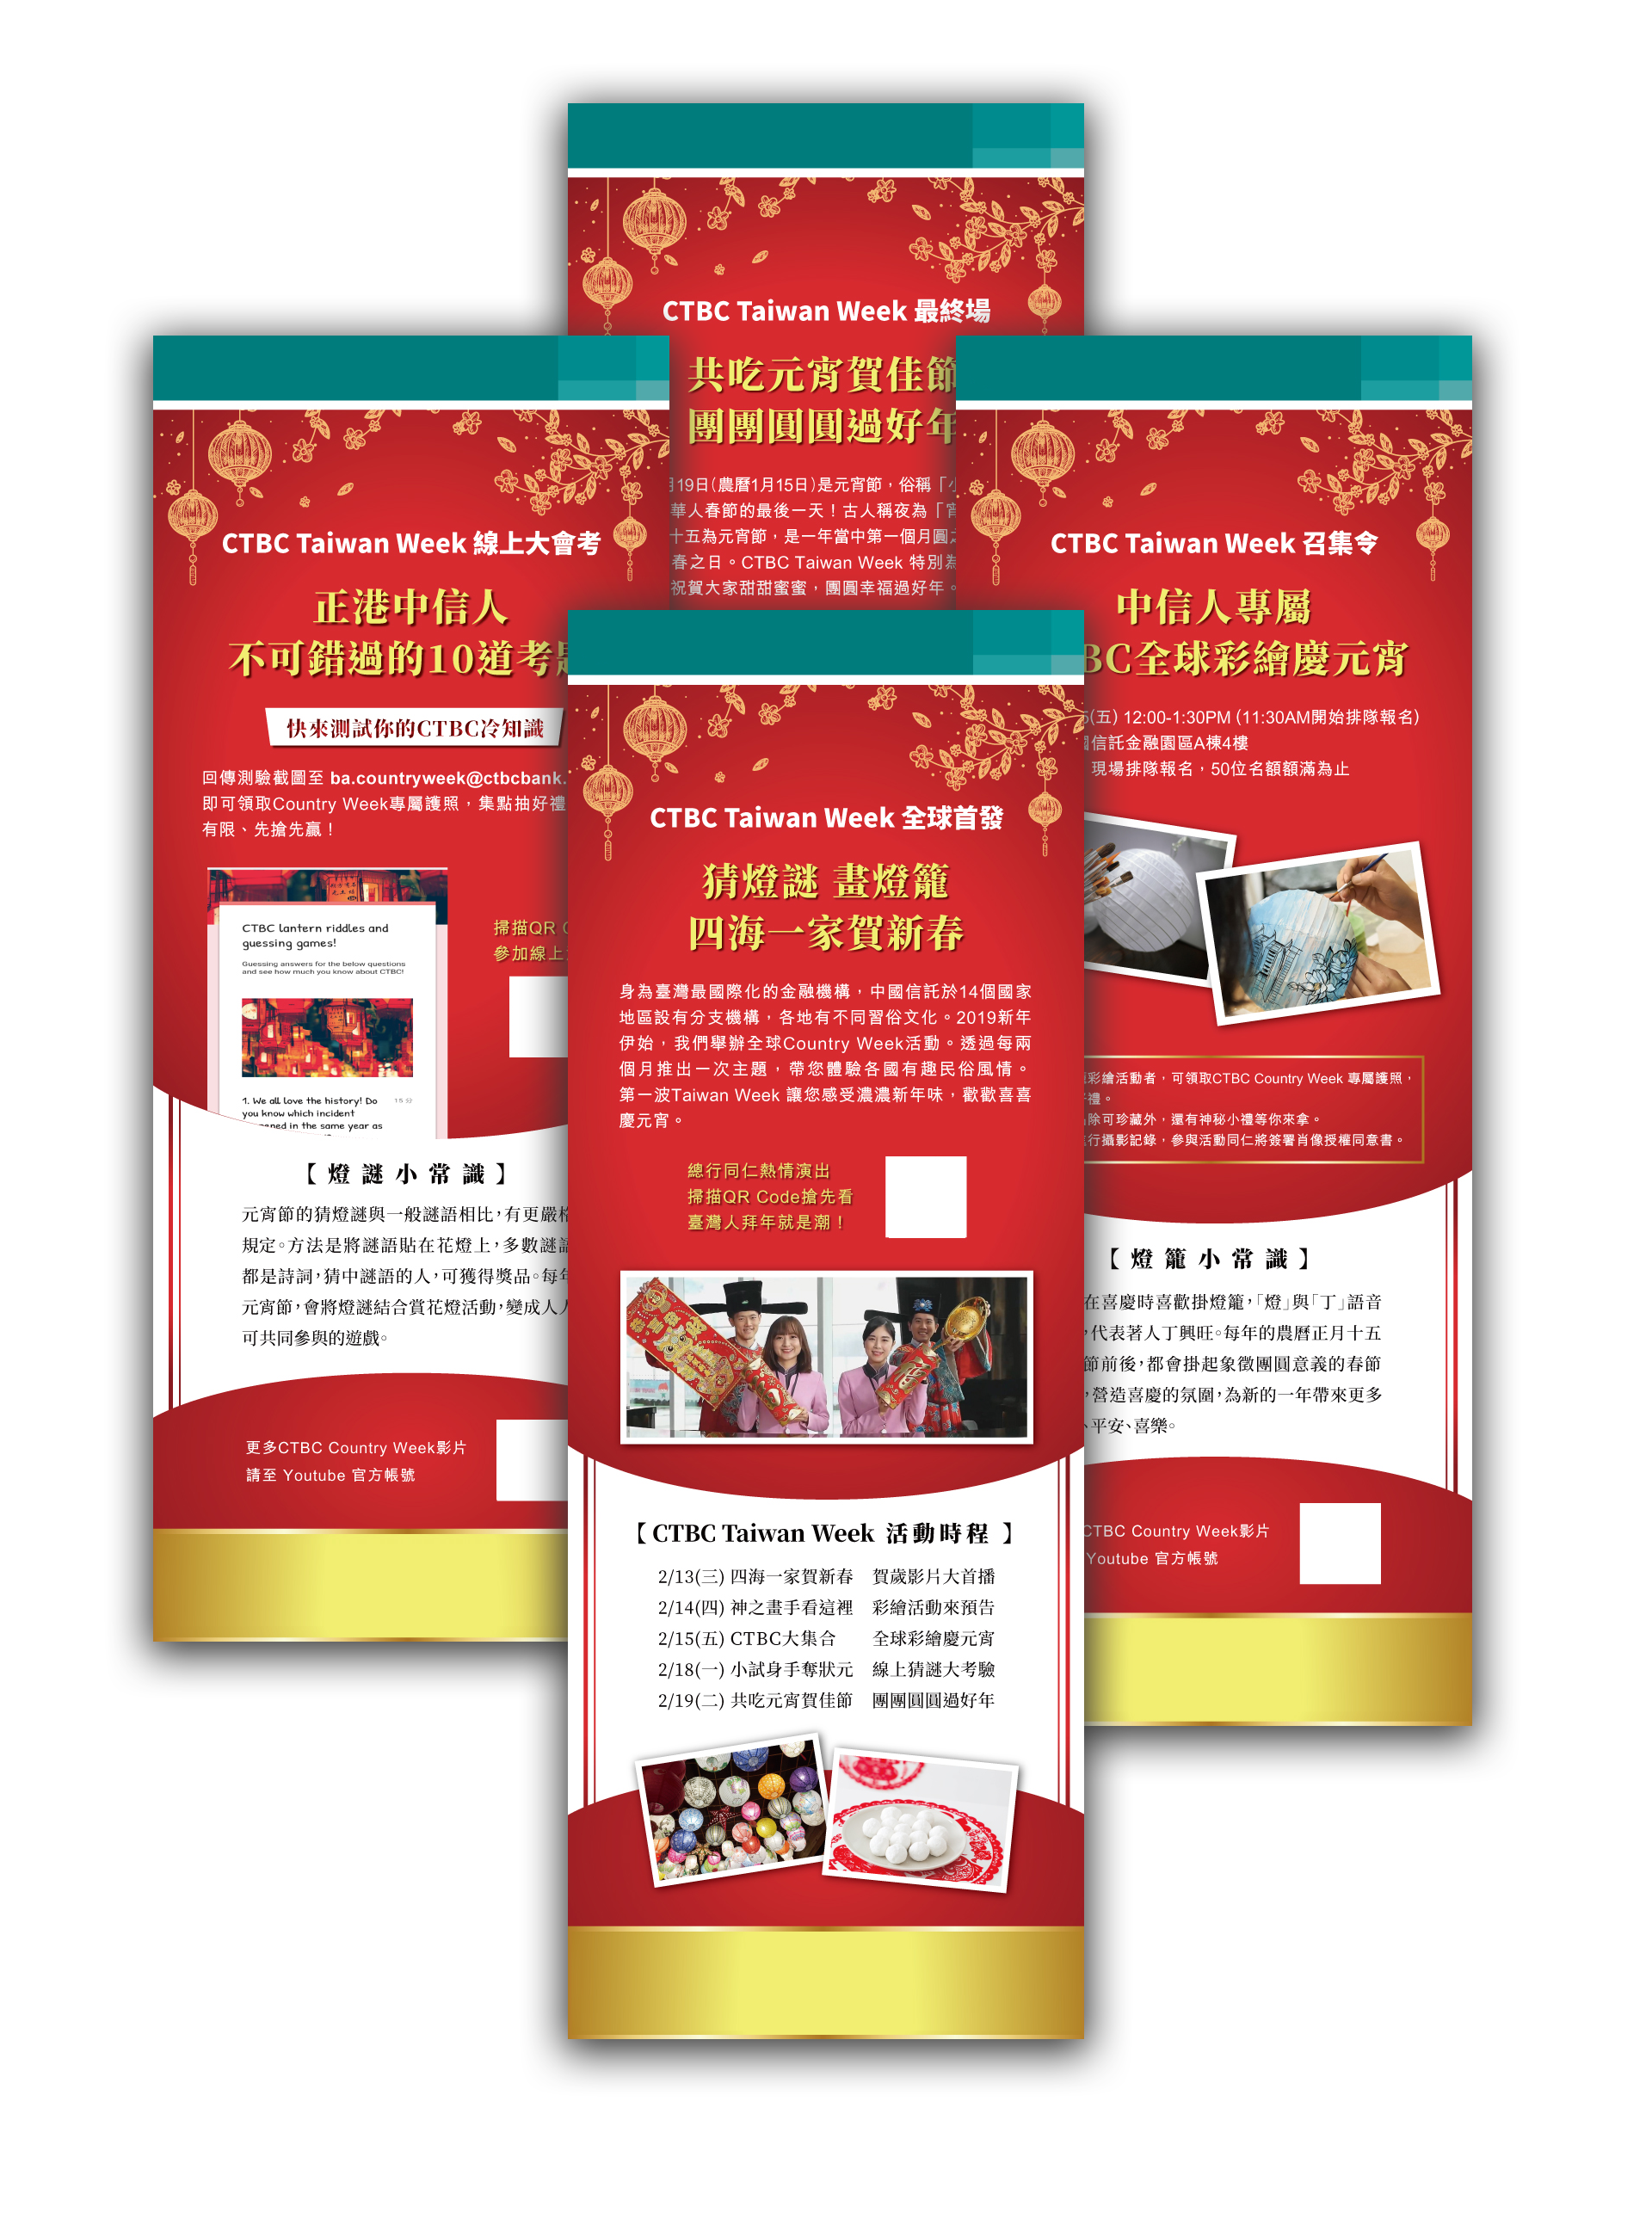 CTBC Taiwan Week 最終場
共吃元宵賀佳節
團團圓圓過好年
月19日(農曆1月15日)是元宵節，俗稱「小
華人春節的最後一天！古人稱夜為「宵
十五為元宵節，是一年當中第一個月圓之
春之日。CTBC Taiwan Week 特別為
祝賀大家甜甜蜜蜜，團圓幸福過好年。
CTBC Taiwan Week 線上大會考
正港中信人
不可錯過的10道考題
快來測試你的CTBC冷知識
回傳測驗截圖至 ba.countryweek@ctbcbank.
即可領取Country Week專屬護照，集點抽好禮
有限、先搶先贏！
CTBC lantern riddles and
guessing games!
Guessing answers for the below questions
and see how much you know about CTBC!
1. We all love the history! Do
you know which incident
ened in the same year as
15 分
掃描QR
參加線上
【 燈 謎 小 常 識 】
元宵節的猜燈謎與一般謎語相比，有更嚴格
規定。方法是將謎語貼在花燈上，多數謎語
都是詩詞，猜中謎語的人，可獲得獎品。每年
元宵節，會將燈謎結合賞花燈活動，變成人人
可共同參與的遊戲。
更多CTBC Country Week影片
請至 Youtube 官方帳號
CTBC Taiwan Week 召集令
中信人專屬
BC全球彩繪慶元宵
(五) 12:00-1:30PM (11:30AM開始排隊報名)
信託金融園區A棟4樓
現場排隊報名，50位名額額滿為止
彩繪活動者，可領取CTBC Country Week 專屬護照，
禮。
除可珍藏外，還有神秘小禮等你來拿。
行攝影記錄，參與活動同仁將簽署肖像授權同意書。
【 燈 籠 小 常 識 】
在喜慶時喜歡掛燈籠，「燈」與「丁」語音
，代表著人丁興旺。每年的農曆正月十五
節前後，都會掛起象徵團圓意義的春節
，營造喜慶的氛圍，為新的一年帶來更多
、平安、喜樂。
CTBC Country Week影片
Youtube 官方帳號
CTBC Taiwan Week 全球首發
猜燈謎 畫燈籠
四海一家賀新春
身為臺灣最國際化的金融機構，中國信託於14個國家
地區設有分支機構，各地有不同習俗文化。2019新年
伊始，我們舉辦全球Country Week活動。透過每兩
個月推出一次主題，帶您體驗各國有趣民俗風情。
第一波Taiwan Week 讓您感受濃濃新年味，歡歡喜喜
慶元宵。
總行同仁熱情演出
掃描QR Code搶先看
臺灣人拜年就是潮！
【 CTBC Taiwan Week 活動時程 】
2/13(三) 四海一家賀新春 賀歲影片大首播
2/14(四) 神之畫手看這裡 彩繪活動來預告
2/15(五) CTBC大集合 全球彩繪慶元宵
2/18(一) 小試身手奪狀元 線上猜謎大考驗
2/19(二) 共吃元宵賀佳節 團團圓圓過好年